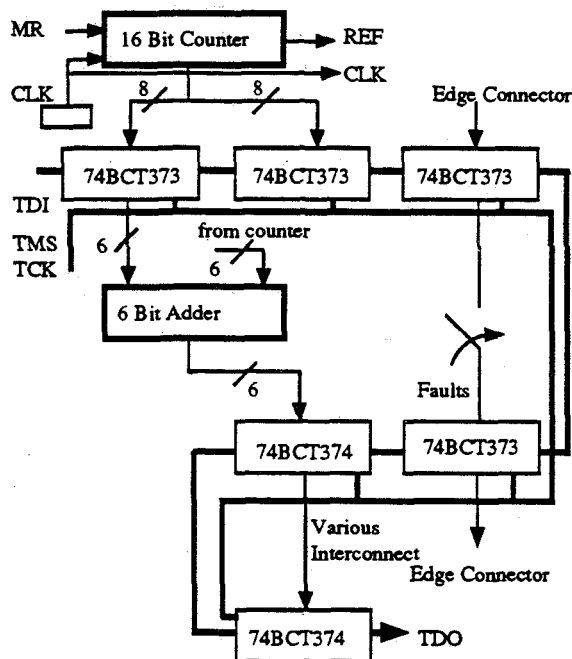 MR
16 Bit Counter
REF
CLK
CLK
8
8
Edge Connector
74BCT373
74BCT373
74BCT373
TDI
TMS
TCK
6
from counter
6
6 Bit Adder
6
Faults
74BCT374
74BCT373
Various
Interconnect
Edge Connector
74BCT374
TDO